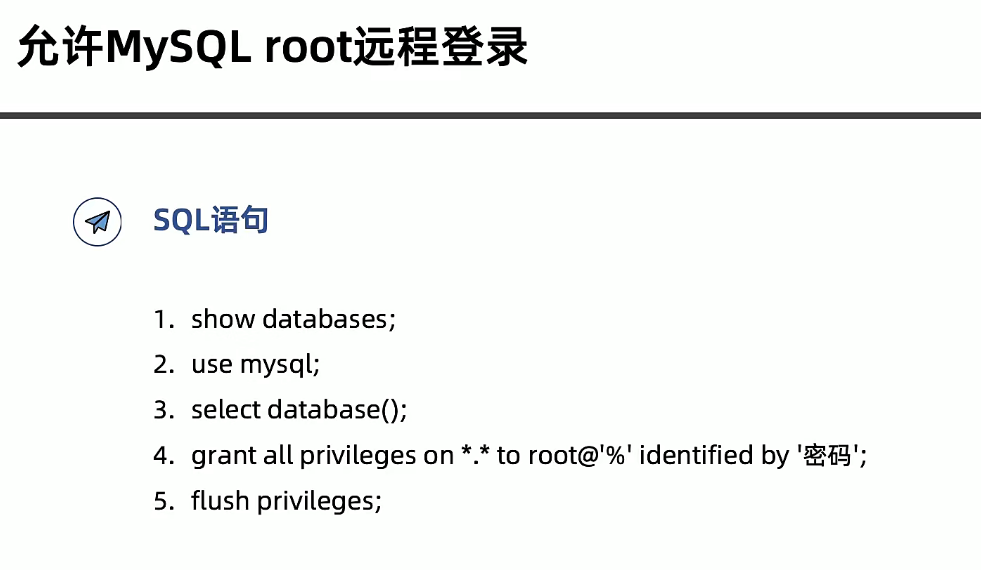 允许MySQL root远程登录
SQL语句
1. show databases;
2. use mysql;
3. select database();
4. grant all privileges on *.* to root@'%' identified by '密码';
5. flush privileges;